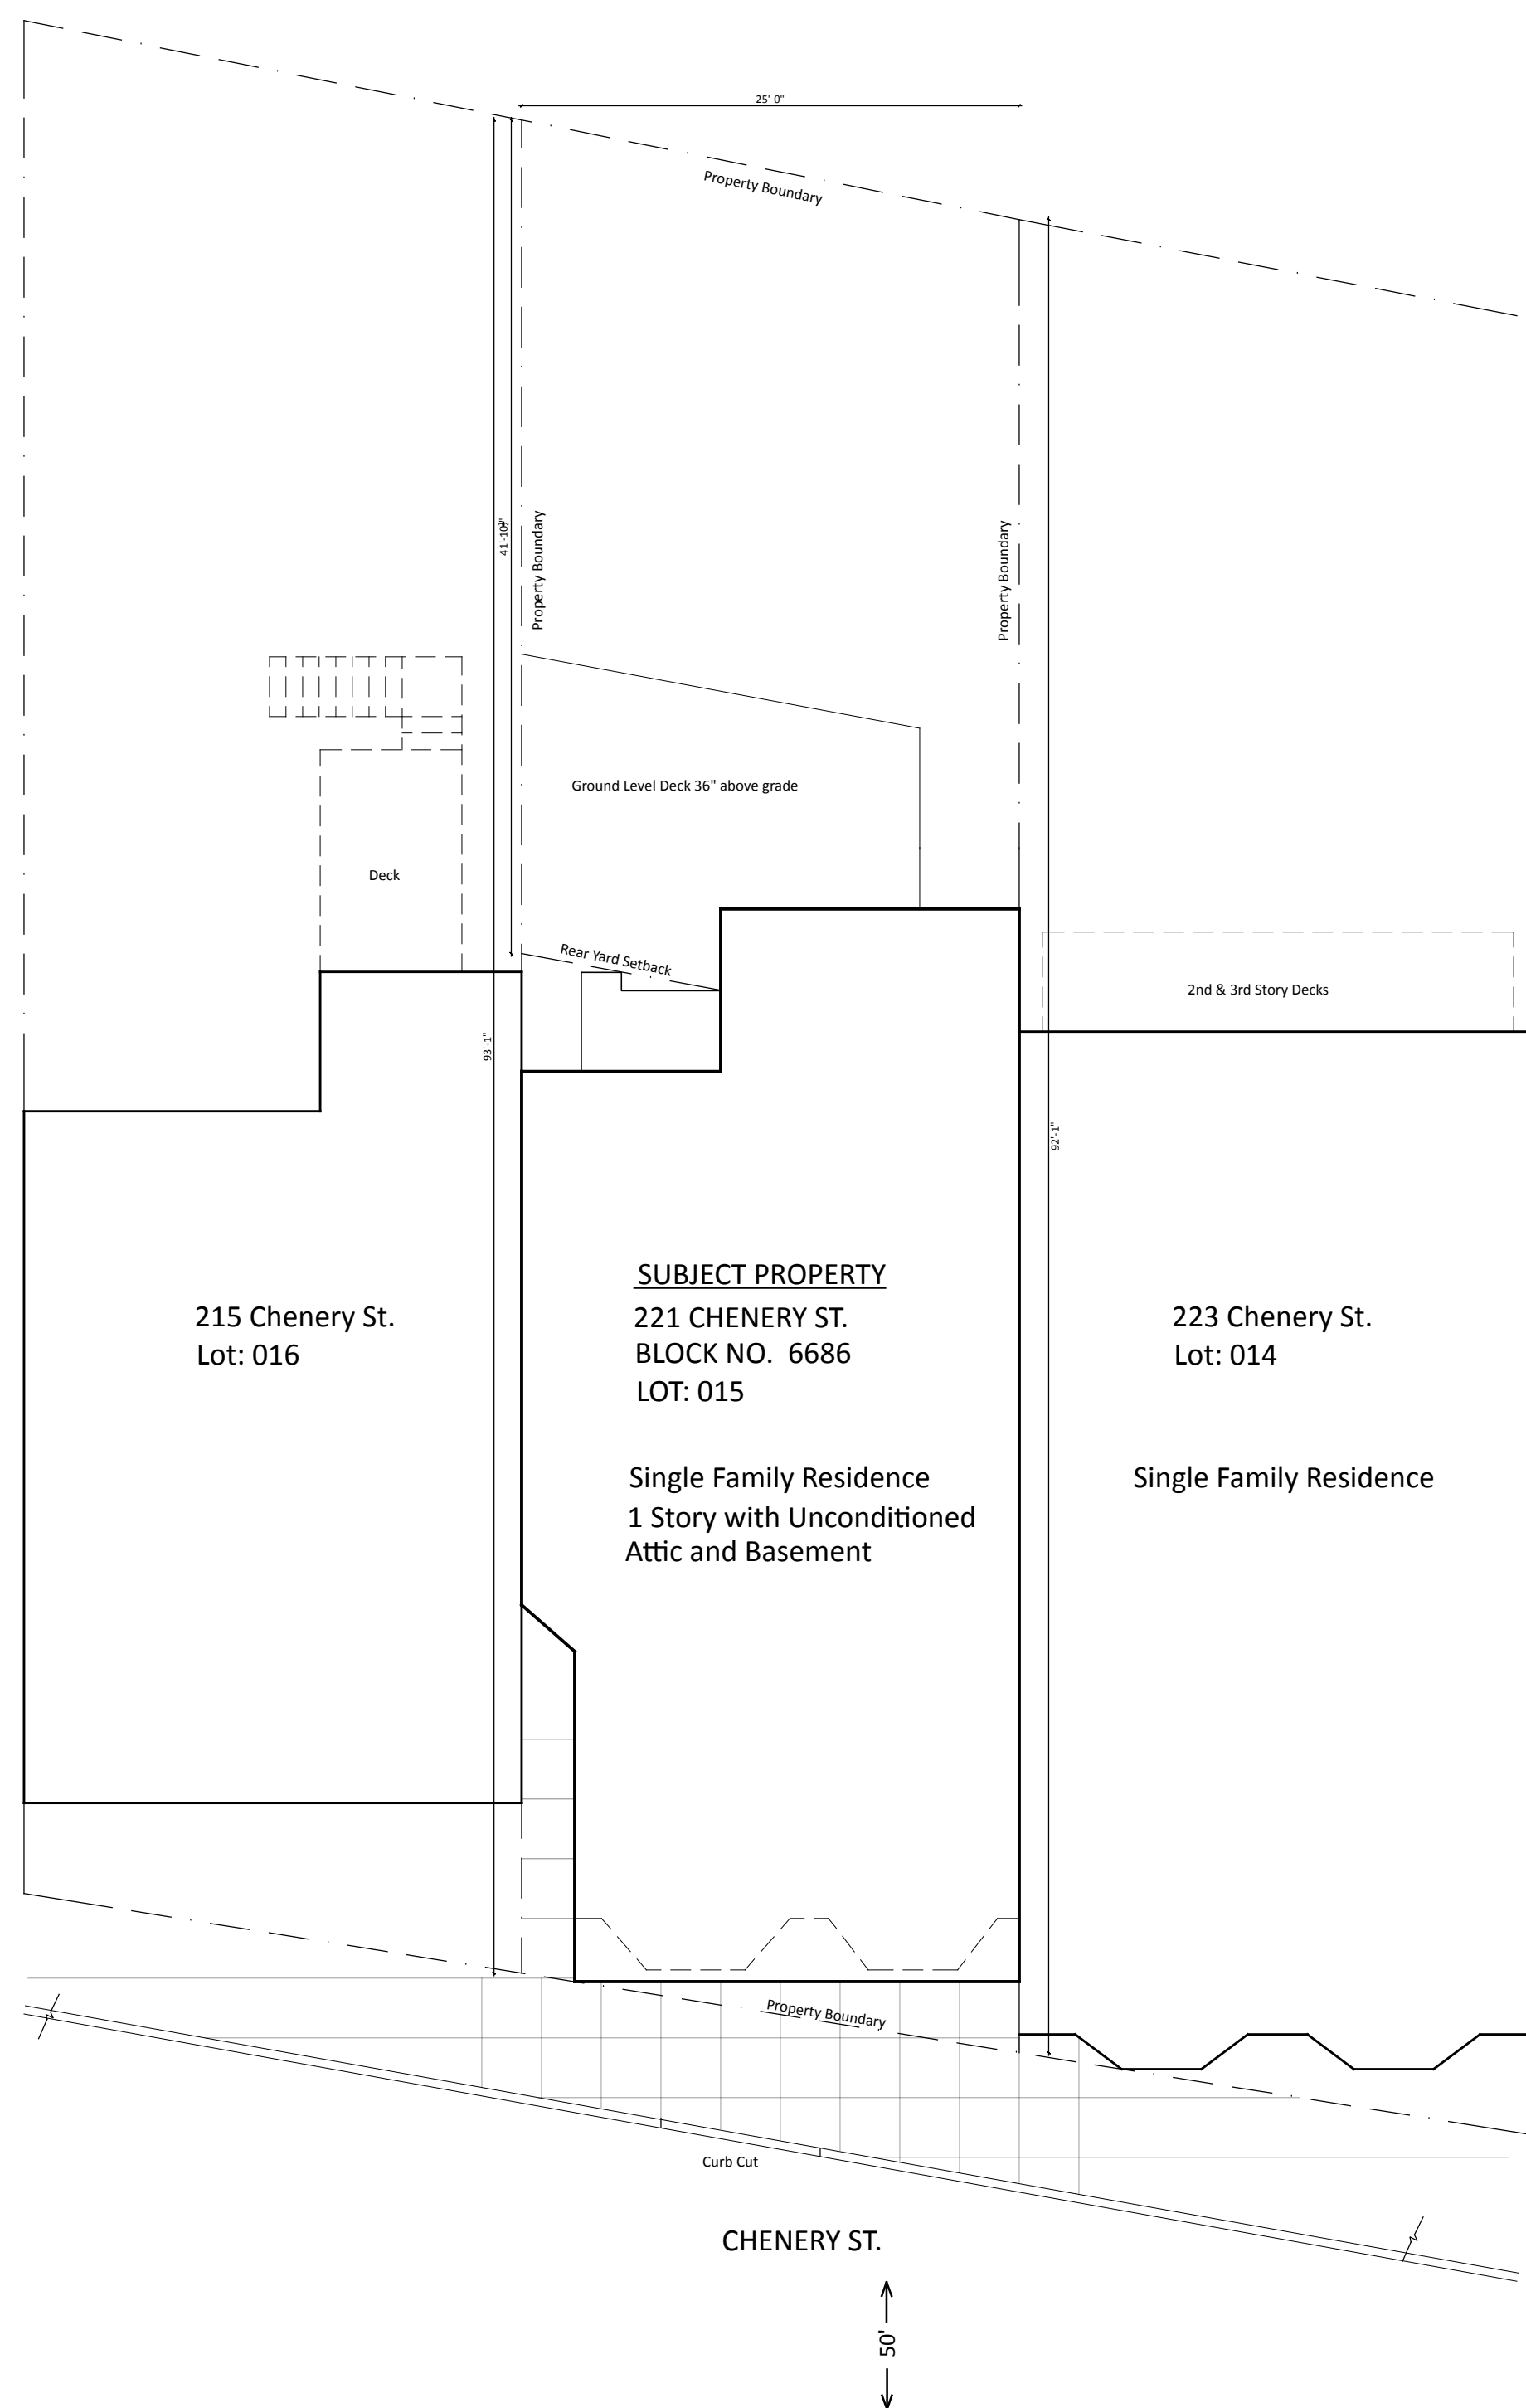 25'-0"
Property Boundary
Property Boundary
Property Boundary
Ground Level Deck 36" above grade
Deck
Rear Yard Setback
2nd & 3rd Story Decks
93'-1"
92'-1"
SUBJECT PROPERTY
215 Chenery St.
Lot: 016
221 CHENERY ST.
BLOCK NO. 6686
LOT: 015
223 Chenery St.
Lot: 014
Single Family Residence
1 Story with Unconditioned
Attic and Basement
Single Family Residence
Property Boundary
Curb Cut
CHENERY ST.
50'